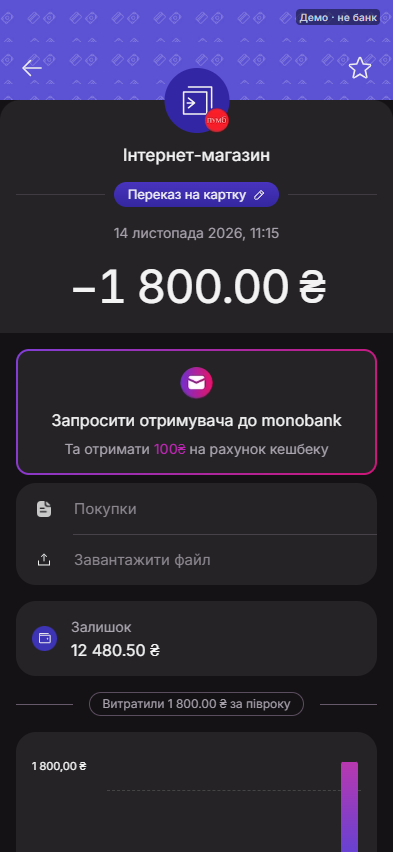 Демо · не банк
ПУМБ
Інтернет-магазин
Переказ на картку
14 листопада 2026, 11:15
−1 800.00 ₴
Запросити отримувача до monobank
Та отримати 100₴ на рахунок кешбеку
Покупки
Завантажити файл
Залишок
12 480.50 ₴
Витратили 1 800.00 ₴ за півроку
1 800,00 ₴